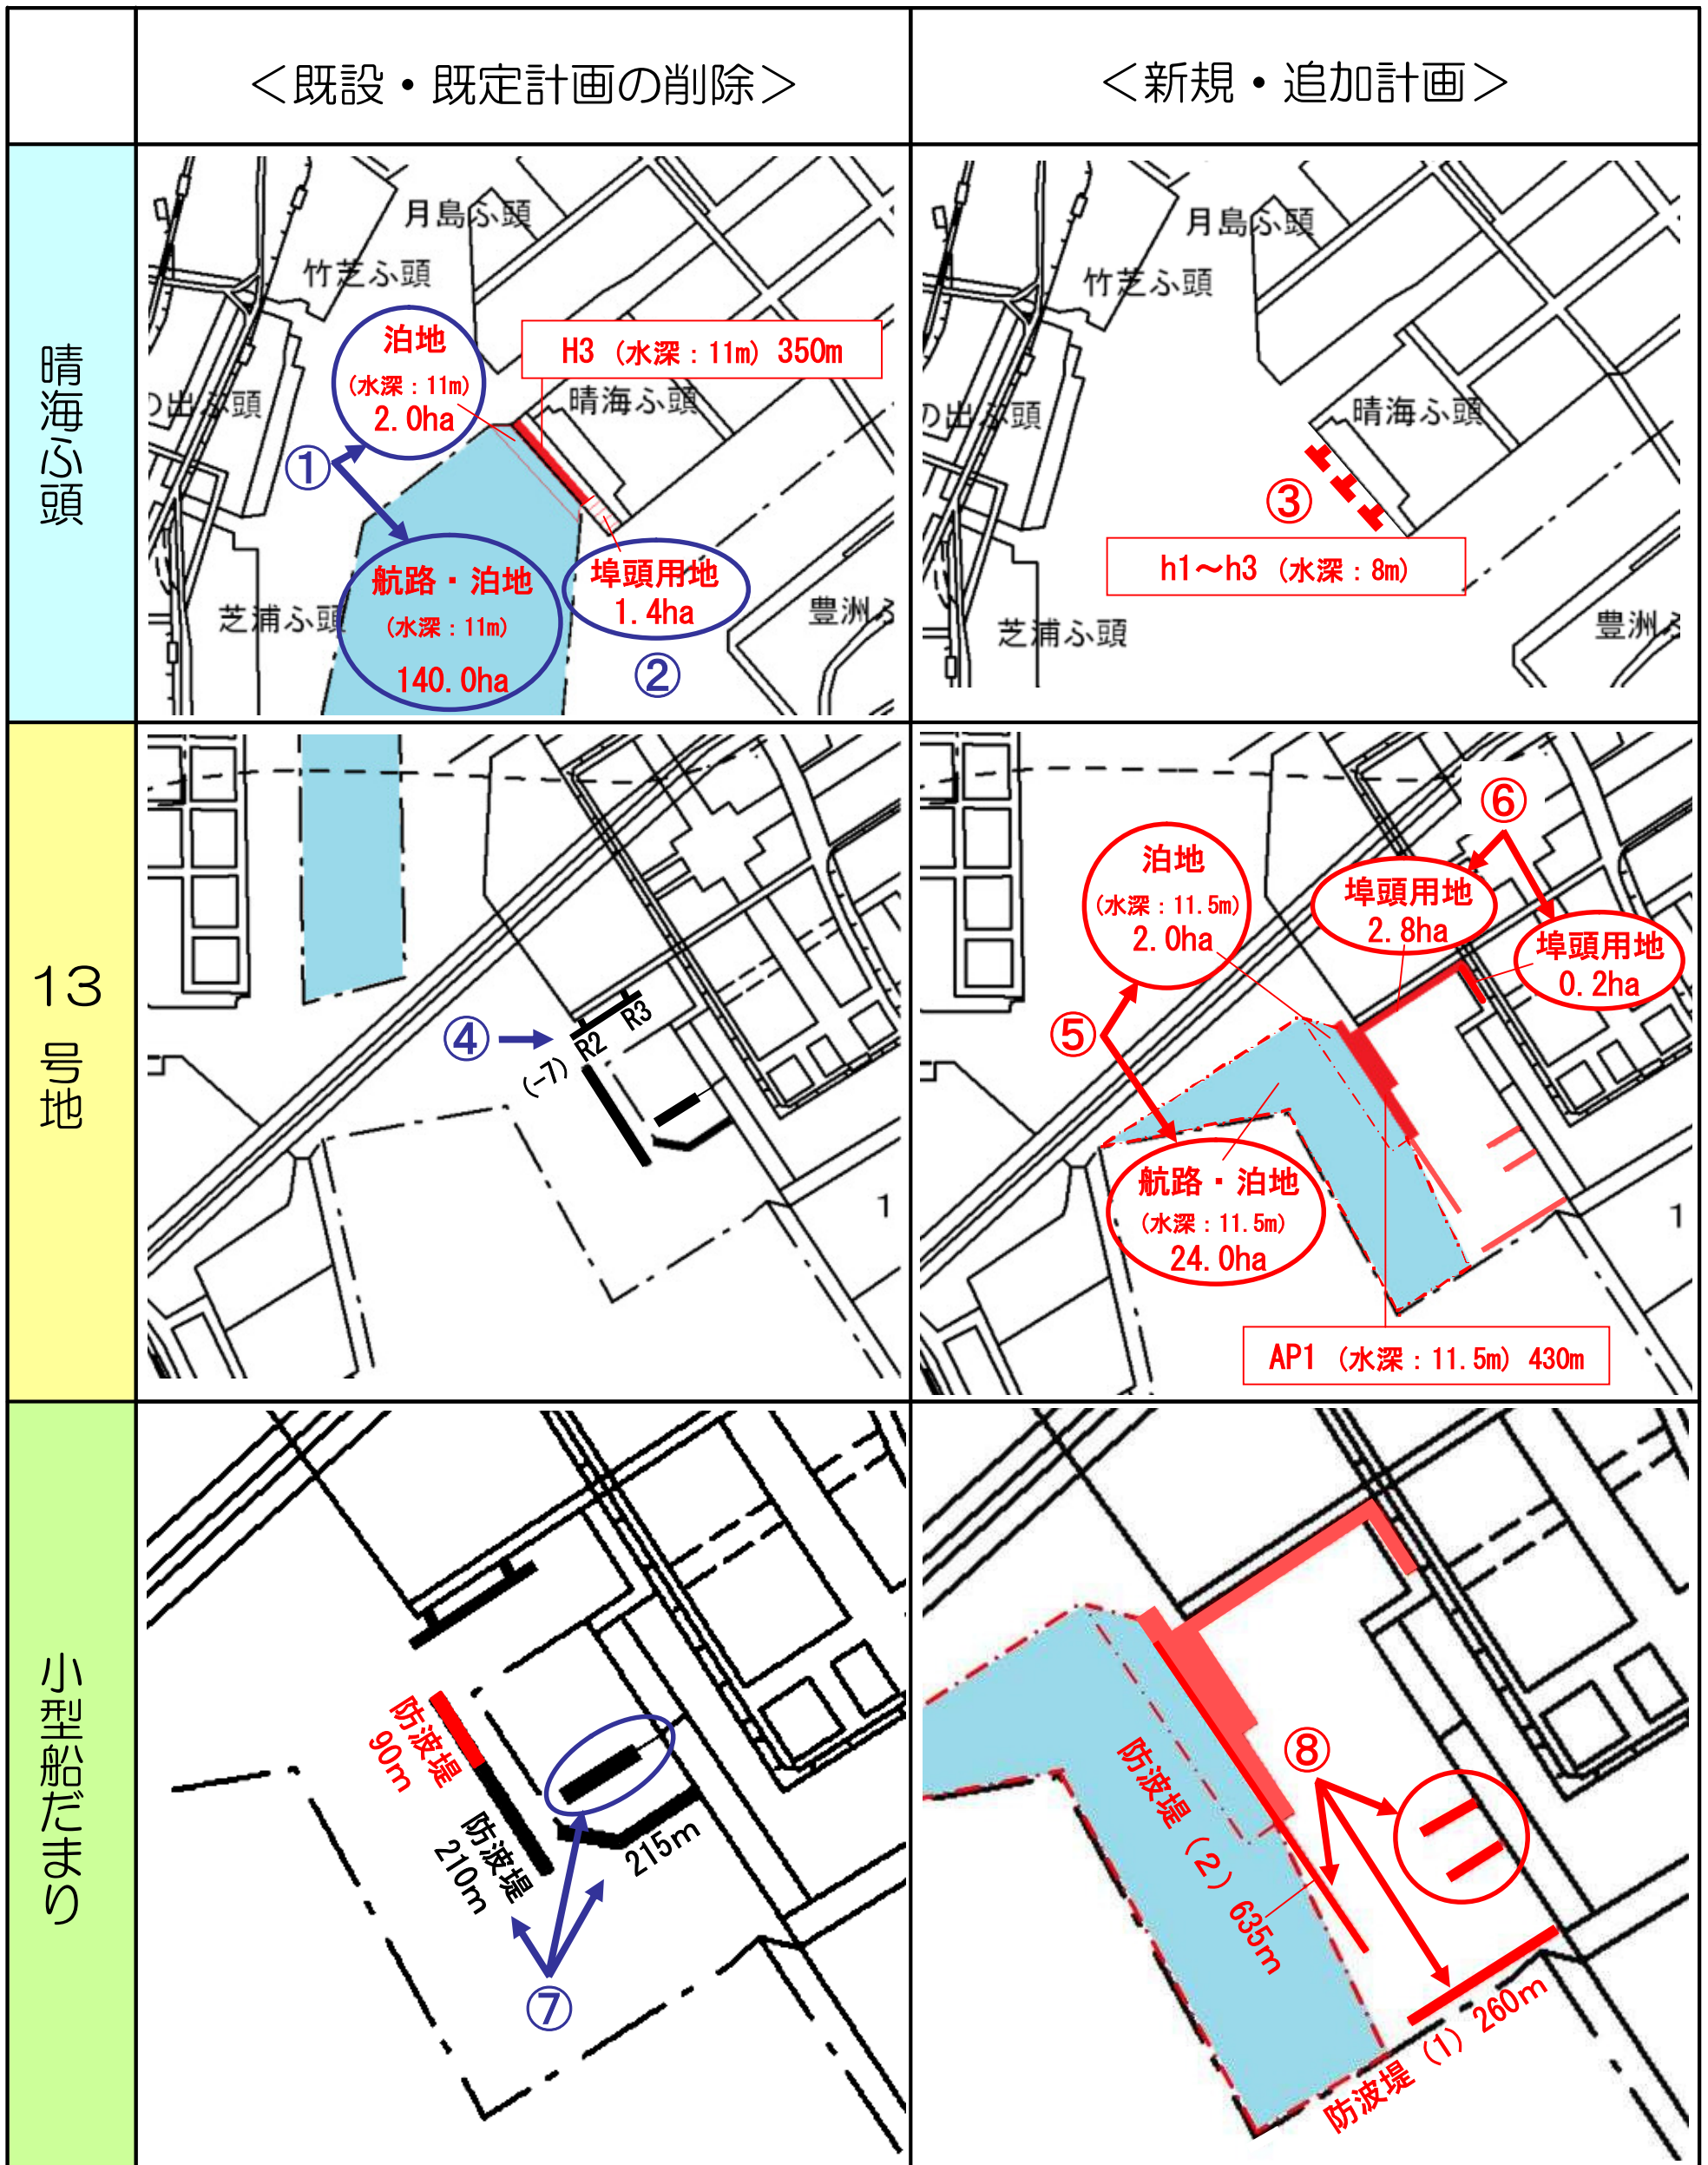 <既設・既定計画の削除>
<新規・追加計画>
晴海ふ頭
月島ふ頭
竹芝ふ頭
泊地
(水深:11m)
2.0ha
H3 (水深:11m) 350m
の出ふ頭
晴海ふ頭
①
航路・泊地
(水深:11m)
140.0ha
埠頭用地
1.4ha
芝浦ふ頭
豊洲ふ
②
月島ふ頭
竹芝ふ頭
の出ふ頭
晴海ふ頭
③
h1～h3 (水深:8m)
芝浦ふ頭
豊洲ふ
13号地
④
R3
R2
(-7)
1
⑥
泊地
(水深:11.5m)
2.0ha
埠頭用地
2.8ha
埠頭用地
0.2ha
⑤
航路・泊地
(水深:11.5m)
24.0ha
1
AP1 (水深:11.5m) 430m
小型船だまり
防波堤
90m
防波堤
210m
215m
⑦
⑧
防波堤(2) 635m
防波堤(1) 260m